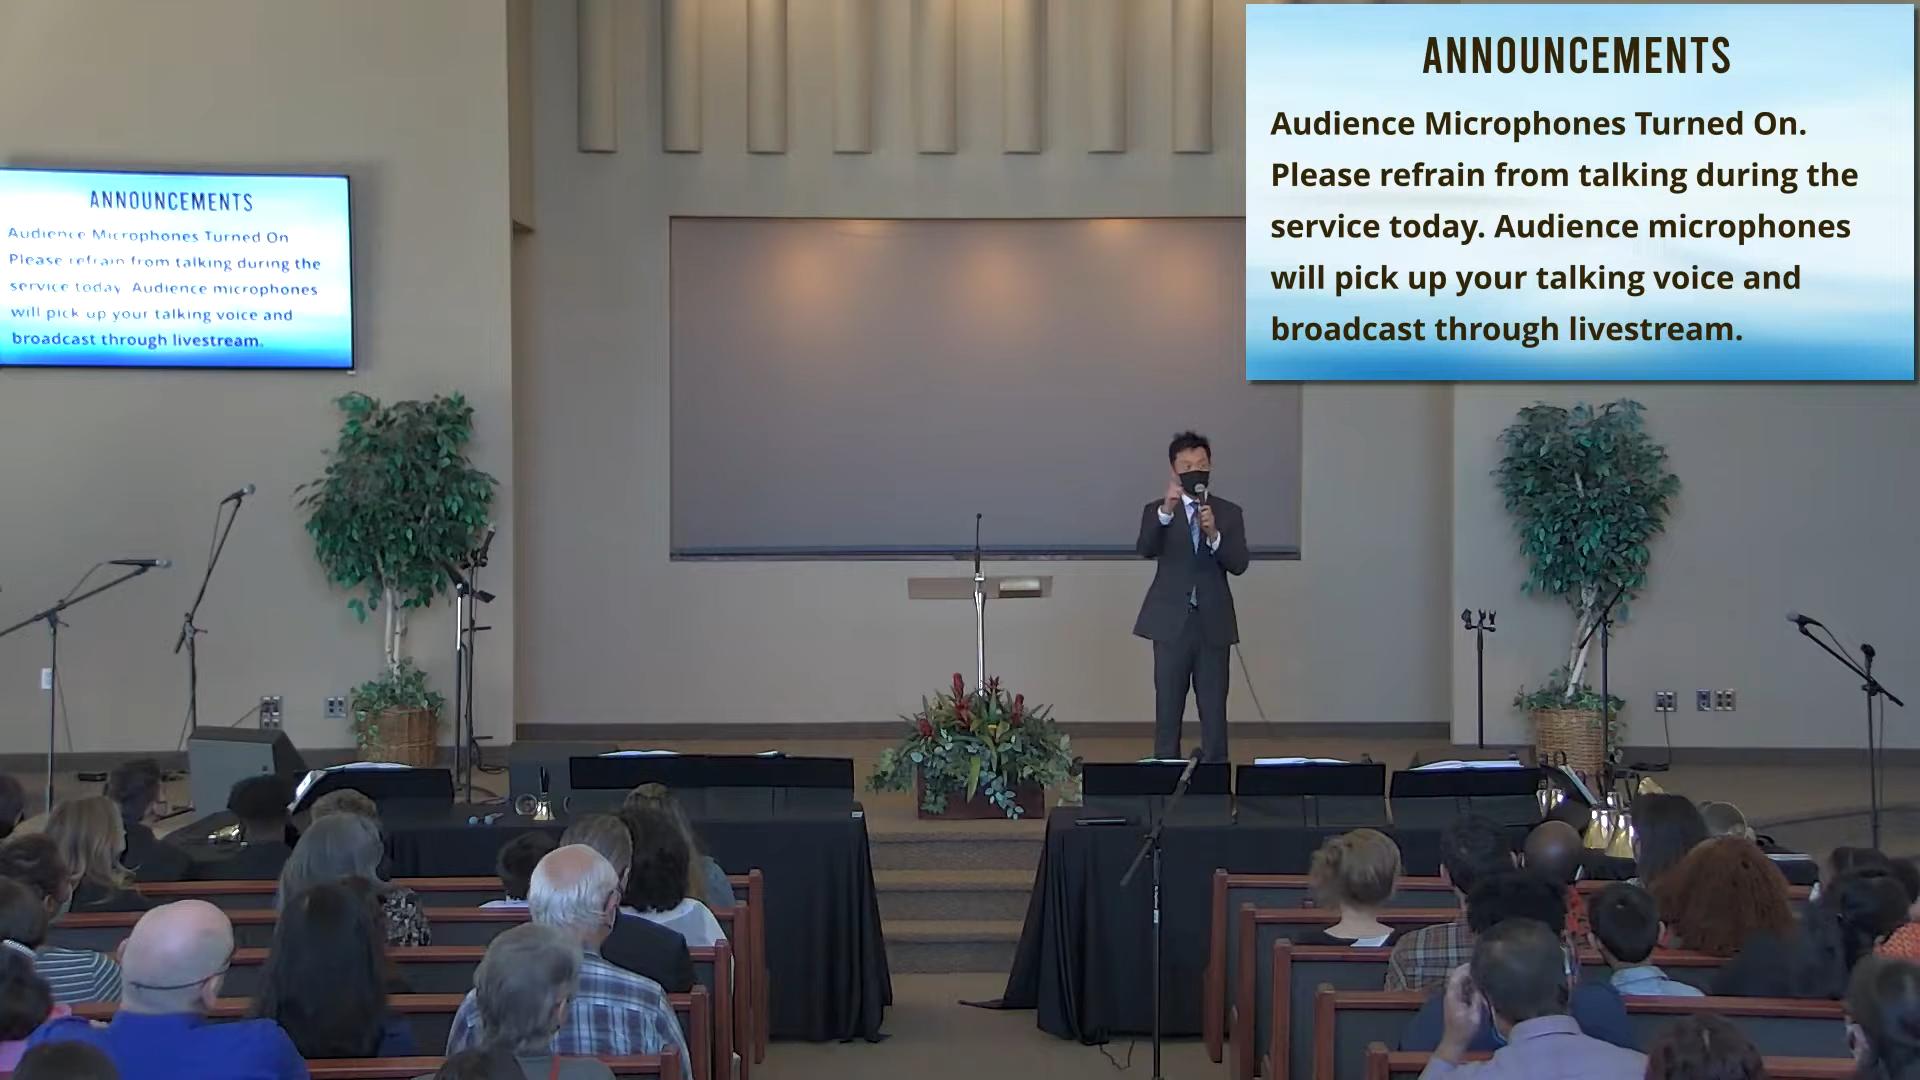 ANNOUNCEMENTS
Audience Microphones Turned On.
Please refrain from talking during the
service today. Audience microphones
will pick up your talking voice and
broadcast through livestream.
ANNOUNCEMENTS
Audience Microphones Turned On
Please refrain from talking during the
service today. Audience microphones
will pick up your talking voice and
broadcast through livestream.